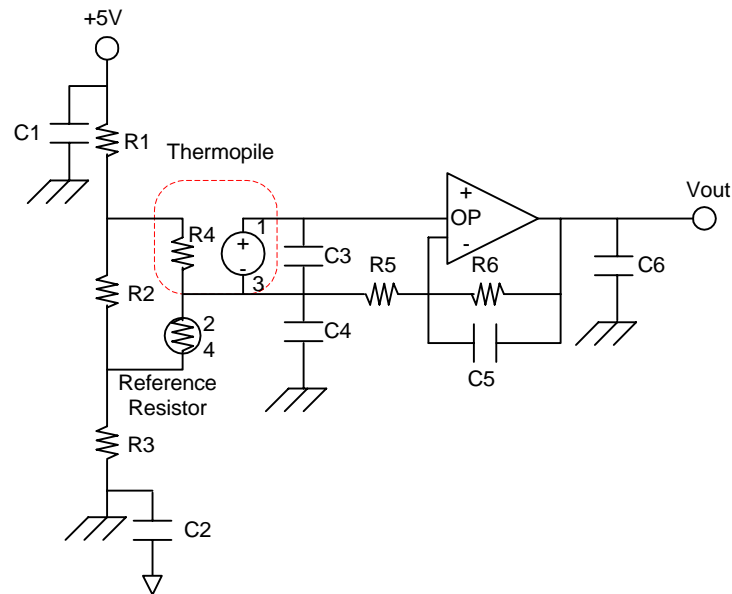 +5V
C1
R1
Thermopile
+
Vout
R4
1
+
-
OP
-
C3
R5
R6
C6
R2
3
2
4
C4
C5
Reference
Resistor
R3
C2